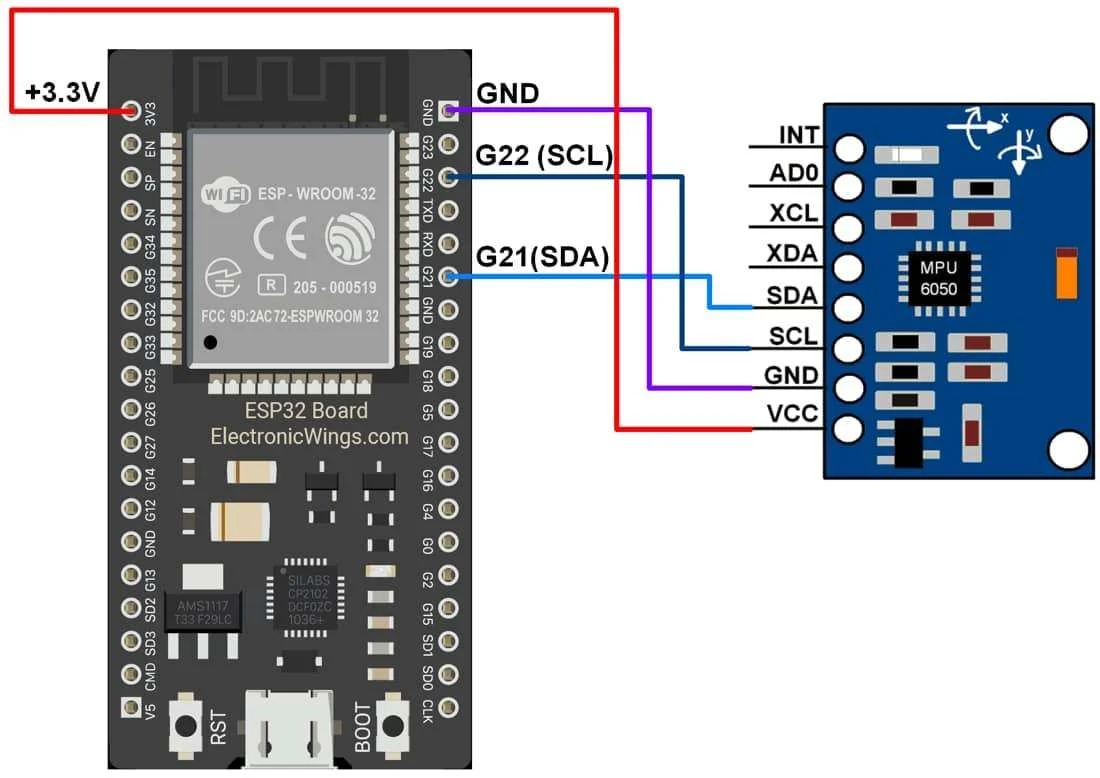 +3.3V
GND
G22 (SCL)
G21(SDA)
3V3
EN
SP
SN
G34
G35
G32
G33
G25
G26
G27
G14
G12
GND
G13
SD2
SD3
CMD
V5
GND
G23
G22
TXD
RXD
G21
GND
G19
G18
G5
G17
G16
G4
G0
G2
G15
SD1
SD0
CLK
Wi Fi
ESP - WROOM -32
CE
R
205 - 000519
FCC 9D:2AC72-ESPWROOM 32
ESP32 Board
ElectronicWings.com
AMS1117
T33 F29LC
SILABS
CP2102
DCF0ZC
1036+
RST
BOOT
INT
AD0
XCL
XDA
SDA
SCL
GND
VCC
x
y
MPU
6050